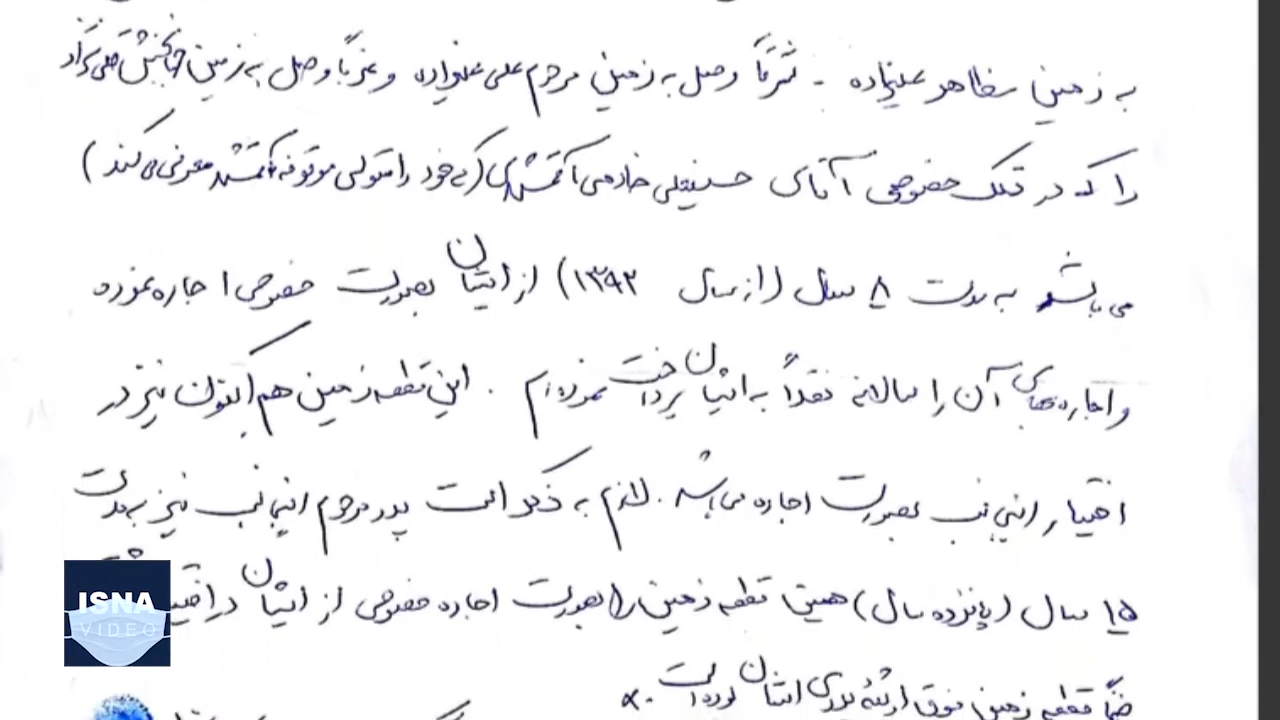 به زمین مظاهر علیزاده - شرقاً وصل به زمین مرحوم علی علیزاده و غرباً وصل به زمین
را که در تملک خصوصی آقای حسینعلی خادمی آکمشدی (که خود را متولی موقوفه کمشد معرفی می کند)
می باشد به مدت ۸ سال (از سال ۱۳۹۲) از ایشان بصورت خصوصی اجاره نموده
و اجاره بهای آن را سالانه نقداً به ایشان پرداخت نموده ام . این قطعه زمین هم اکنون نیز در
اختیار اینجانب بصورت اجاره می باشد . لازم به ذکر است پدر مرحوم اینجانب نیز به مدت
۱۵ سال (پانزده سال) همین قطعه زمین را بصورت اجاره خصوصی از ایشان در
ضمناً قطعه زمین فوق ارثیه پدری ایشان بوده است .
ISNA
VIDEO